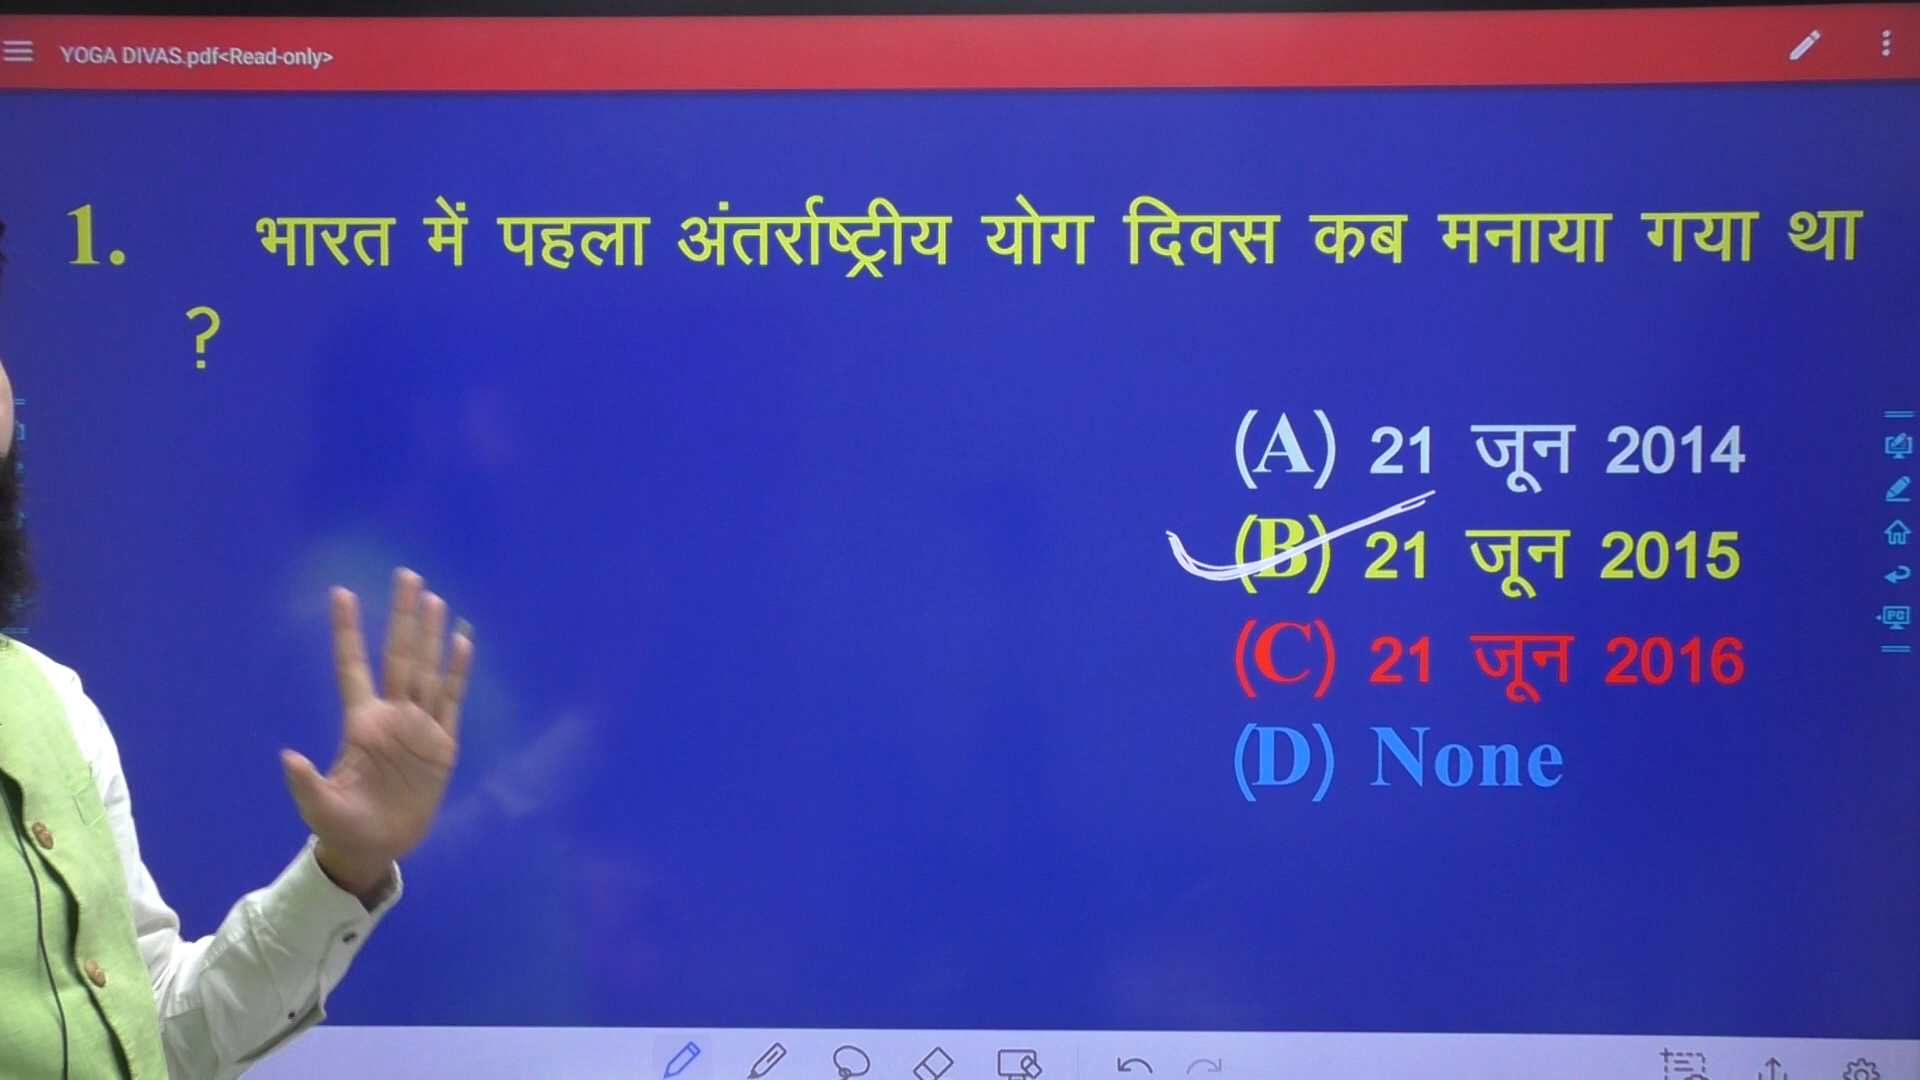 YOGA DIVAS.pdf<Read-only>
1. भारत में पहला अंतर्राष्ट्रीय योग दिवस कब मनाया गया था
?
(A) 21 जून 2014
(B) 21 जून 2015
(C) 21 जून 2016
(D) None
PC